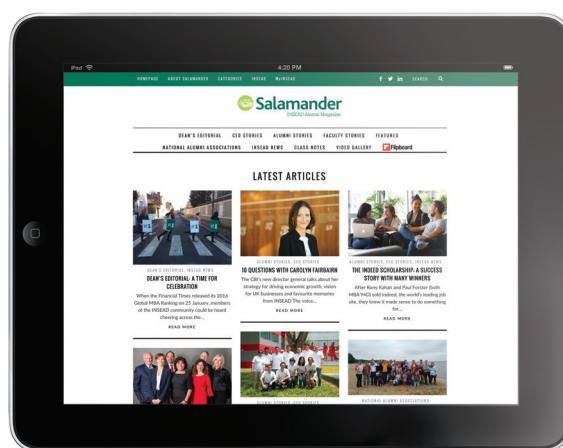 iPad
4:20 PM
HOMEPAGE ABOUT SALAMANDER CATEGORIES INSEAD MyINSEAD SEARCH
Salamander
INSEAD Alumni Magazine
DEAN'S EDITORIAL CEO STORIES ALUMNI STORIES FACULTY STORIES FEATURES
NATIONAL ALUMNI ASSOCIATIONS INSEAD NEWS CLASS NOTES VIDEO GALLERY Flipboard
LATEST ARTICLES
DEAN'S EDITORIAL, INSEAD NEWS
DEAN'S EDITORIAL- A TIME FOR
CELEBRATION
When the Financial Times released its 2016
Global MBA Ranking on 25 January, members
of the INSEAD community could be heard
cheering across the...
READ MORE
ALUMNI STORIES, CEO STORIES
10 QUESTIONS WITH CAROLYN FAIRBAIRN
The CBI's new director general talks about her
strategy for driving economic growth, vision
for UK businesses and favourite memories
from INSEAD The voice...
READ MORE
ALUMNI STORIES, CEO STORIES, INSEAD NEWS
THE INDEED SCHOLARSHIP: A SUCCESS
STORY WITH MANY WINNERS
After Rony Kahan and Paul Forster (both
MBA'94D) sold Indeed, the world's leading job
site, they knew it made sense to do something
for...
READ MORE
ALUMNI STORIES, CEO STORIES
NATIONAL ALUMNI ASSOCIATIONS